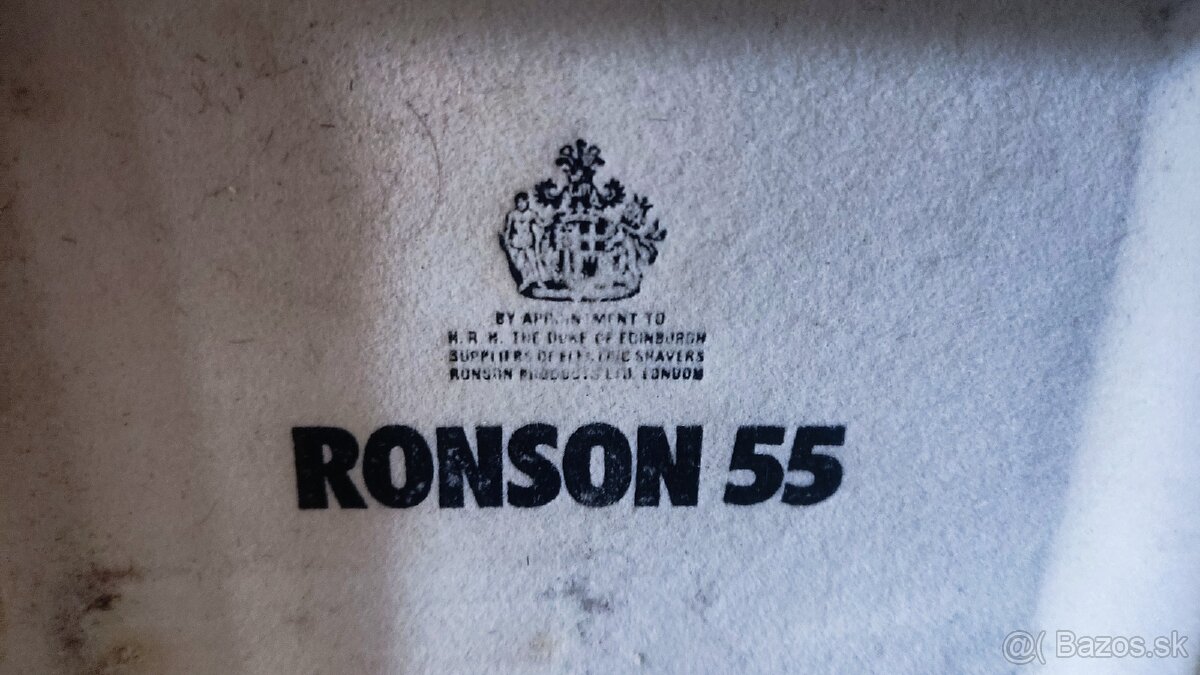 BY APPOINTMENT TO
H.R.H. THE DUKE OF EDINBURGH
SUPPLIERS OF ELECTRIC SHAVERS
RONSON PRODUCTS LTD. LONDON
RONSON 55
@( Bazos.sk